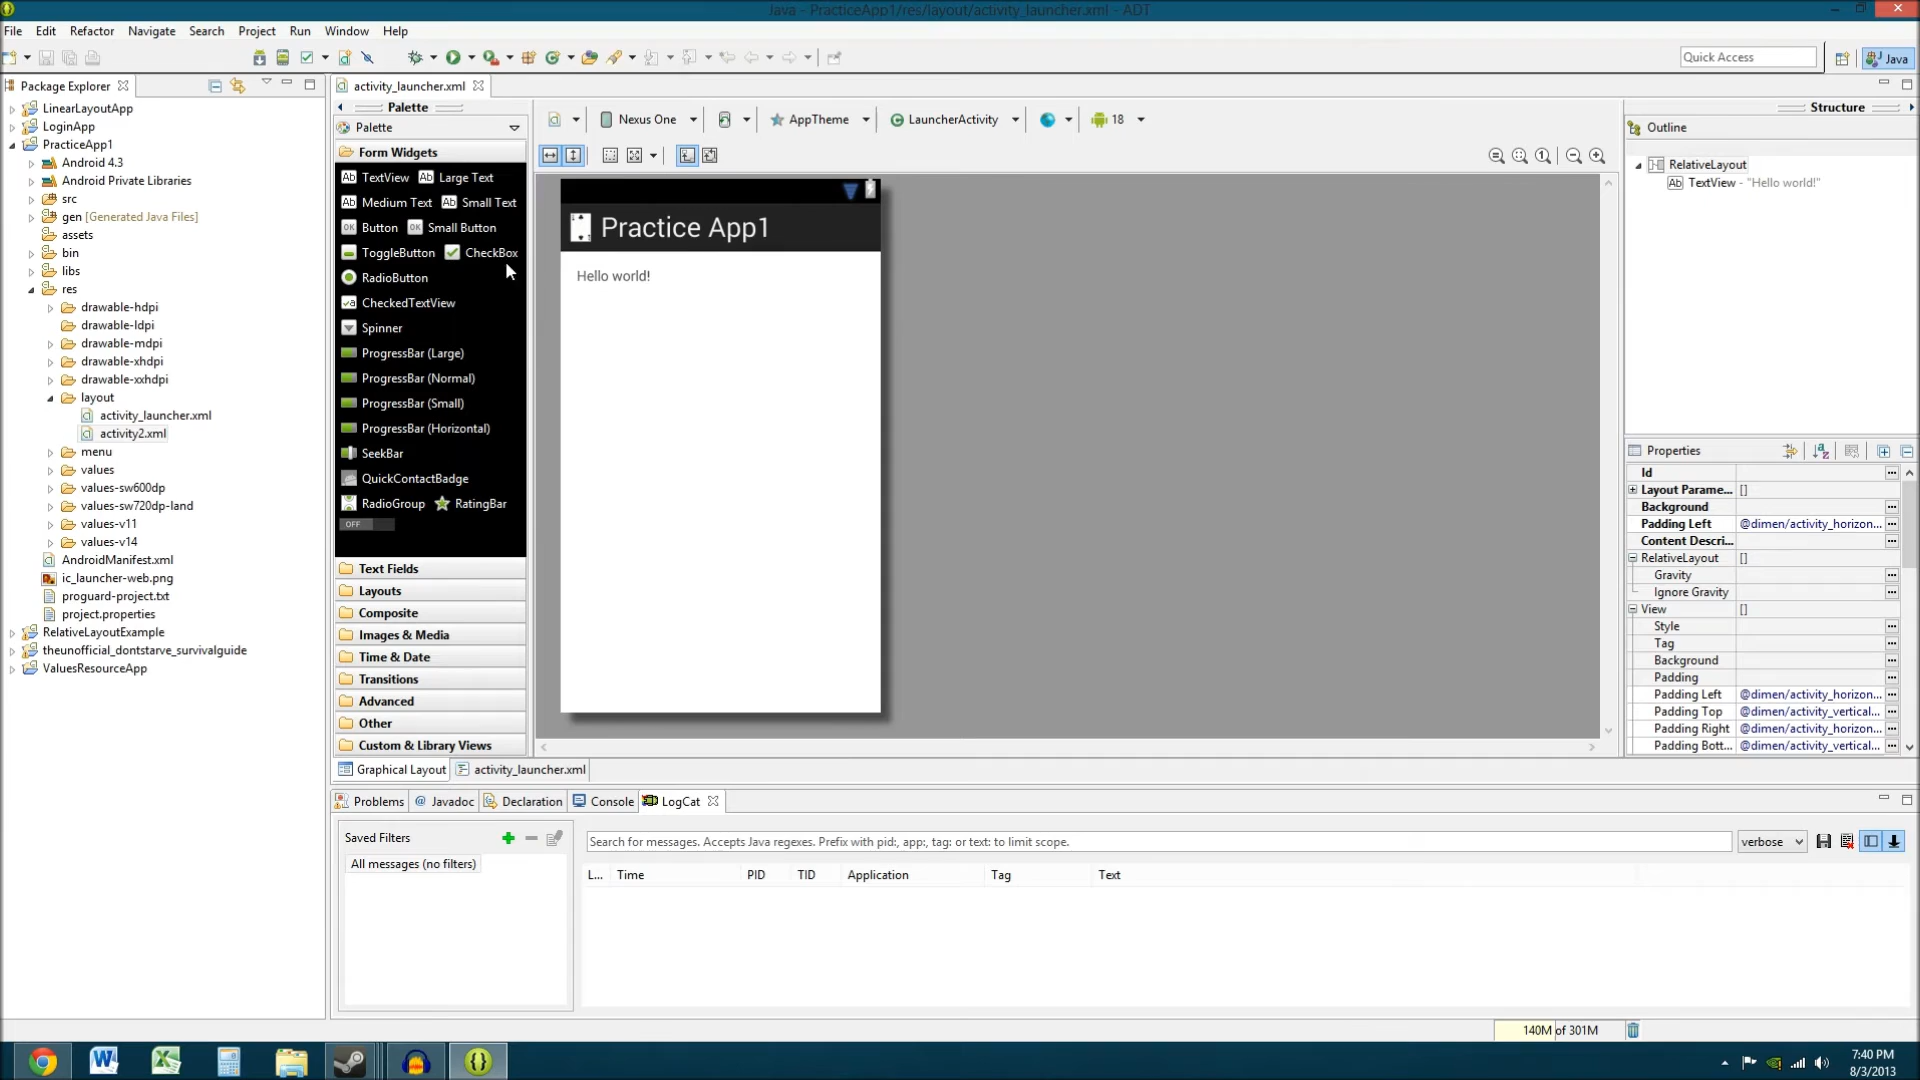 Java - PracticeApp1/res/layout/activity_launcher.xml - ADT
File Edit Refactor Navigate Search Project Run Window Help
Quick Access
Java
Package Explorer
LinearLayoutApp
LoginApp
PracticeApp1
Android 4.3
Android Private Libraries
src
gen [Generated Java Files]
assets
bin
libs
res
drawable-hdpi
drawable-ldpi
drawable-mdpi
drawable-xhdpi
drawable-xxhdpi
layout
activity_launcher.xml
activity2.xml
menu
values
values-sw600dp
values-sw720dp-land
values-v11
values-v14
AndroidManifest.xml
ic_launcher-web.png
proguard-project.txt
project.properties
RelativeLayoutExample
theunofficial_dontstarve_survivalguide
ValuesResourceApp
activity_launcher.xml
Palette
Palette
Form Widgets
Ab TextView Ab Large Text
Ab Medium Text Ab Small Text
OK Button OK Small Button
ToggleButton CheckBox
RadioButton
CheckedTextView
Spinner
ProgressBar (Large)
ProgressBar (Normal)
ProgressBar (Small)
ProgressBar (Horizontal)
SeekBar
QuickContactBadge
RadioGroup RatingBar
OFF
Text Fields
Layouts
Composite
Images & Media
Time & Date
Transitions
Advanced
Other
Custom & Library Views
Graphical Layout activity_launcher.xml
Nexus One AppTheme LauncherActivity 18
Practice App1
Hello world!
Structure
Outline
RelativeLayout
Ab TextView - "Hello world!"
Properties
Id
Layout Parame... []
Background
Padding Left @dimen/activity_horizon...
Content Descri...
RelativeLayout []
Gravity
Ignore Gravity
View []
Style
Tag
Background
Padding
Padding Left @dimen/activity_horizon...
Padding Top @dimen/activity_vertical...
Padding Right @dimen/activity_horizon...
Padding Bott... @dimen/activity_vertical...
Problems @ Javadoc Declaration Console LogCat
Saved Filters
All messages (no filters)
Search for messages. Accepts Java regexes. Prefix with pid:, app:, tag: or text: to limit scope.
verbose
L... Time PID TID Application Tag Text
140M of 301M
7:40 PM
8/3/2013